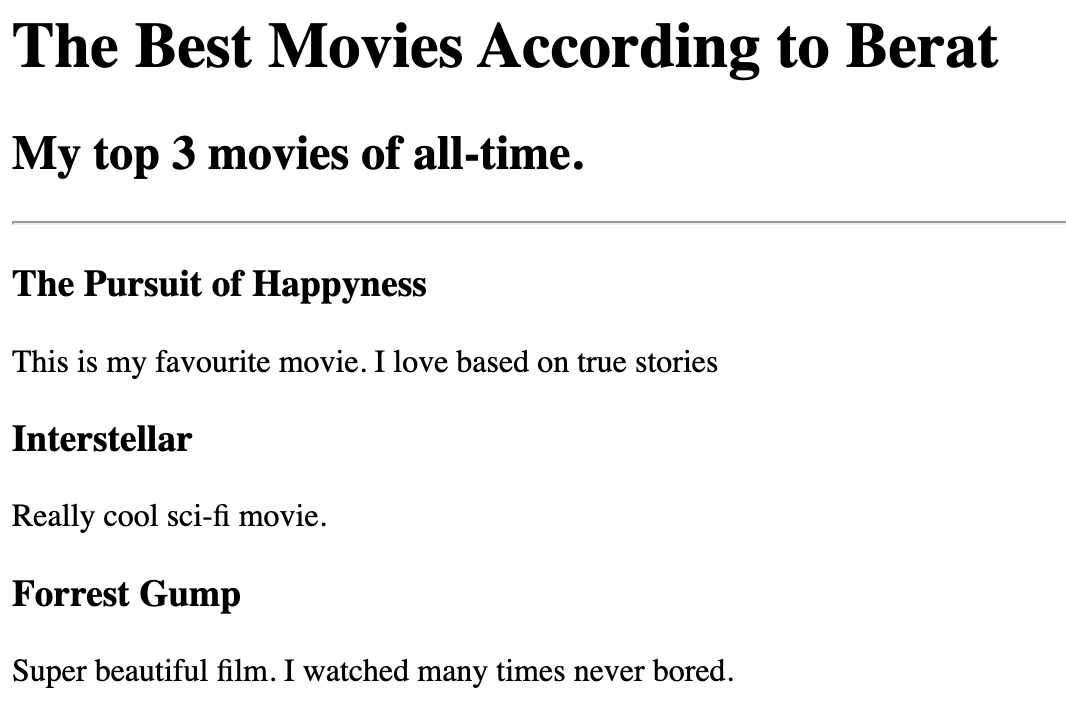 The Best Movies According to Berat
My top 3 movies of all-time.
The Pursuit of Happyness
This is my favourite movie. I love based on true stories
Interstellar
Really cool sci-fi movie.
Forrest Gump
Super beautiful film. I watched many times never bored.